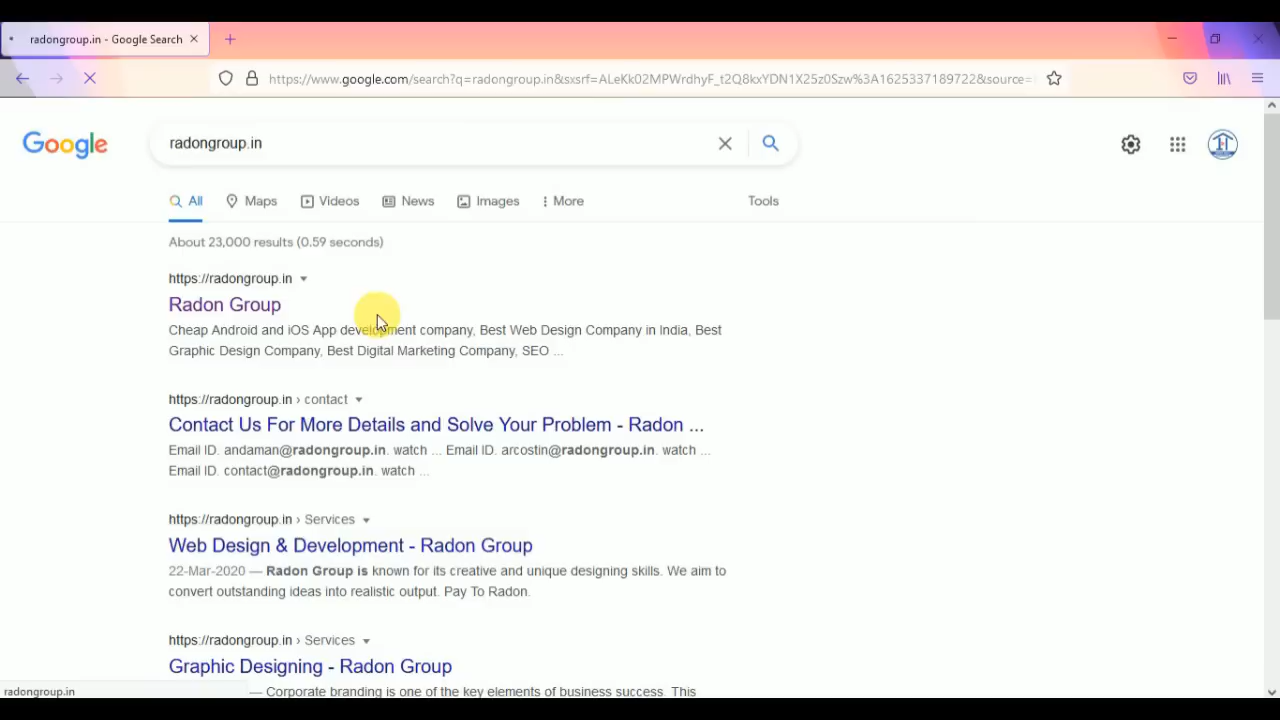 radongroup.in - Google Search
https://www.google.com/search?q=radongroup.in&sxsrf=ALeKk02MPWrdhyF_t2Q8kxYDN1X25z0Szw%3A1625337189722&source=
Google
radongroup.in
All Maps Videos News Images More Tools
About 23,000 results (0.59 seconds)
https://radongroup.in
Radon Group
Cheap Android and iOS App development company, Best Web Design Company in India, Best
Graphic Design Company, Best Digital Marketing Company, SEO ...
https://radongroup.in › contact
Contact Us For More Details and Solve Your Problem - Radon ...
Email ID. andaman@radongroup.in. watch ... Email ID. arcostin@radongroup.in. watch ...
Email ID. contact@radongroup.in. watch ...
https://radongroup.in › Services
Web Design & Development - Radon Group
22-Mar-2020 — Radon Group is known for its creative and unique designing skills. We aim to
convert outstanding ideas into realistic output. Pay To Radon.
https://radongroup.in › Services
Graphic Designing - Radon Group
— Corporate branding is one of the key elements of business success. This
radongroup.in